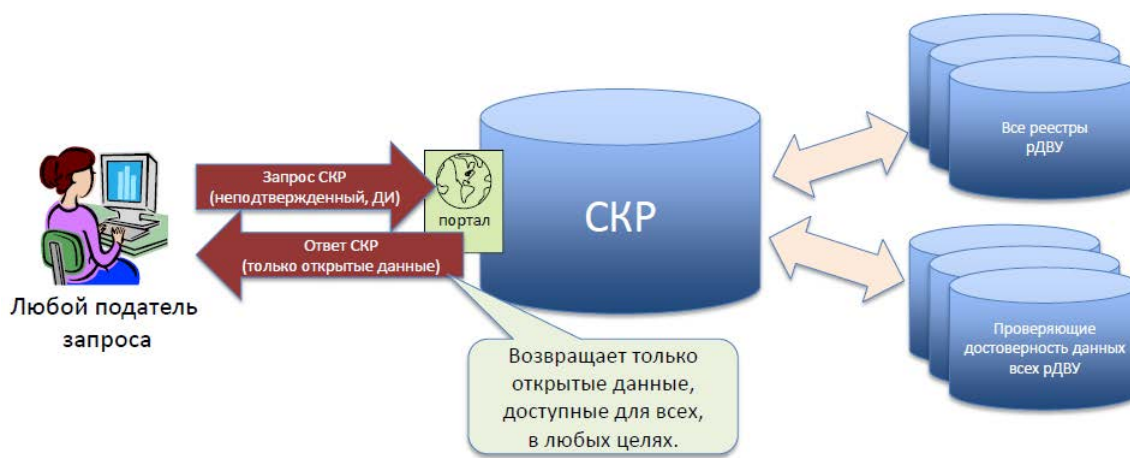 Запрос СКР
(неподтвержденный, ДИ)
портал
Ответ СКР
(только открытые данные)
Любой податель
запроса
СКР
Возвращает только
открытые данные,
доступные для всех,
в любых целях.
Все реестры
рДВУ
Проверяющие
достоверность данных
всех рДВУ